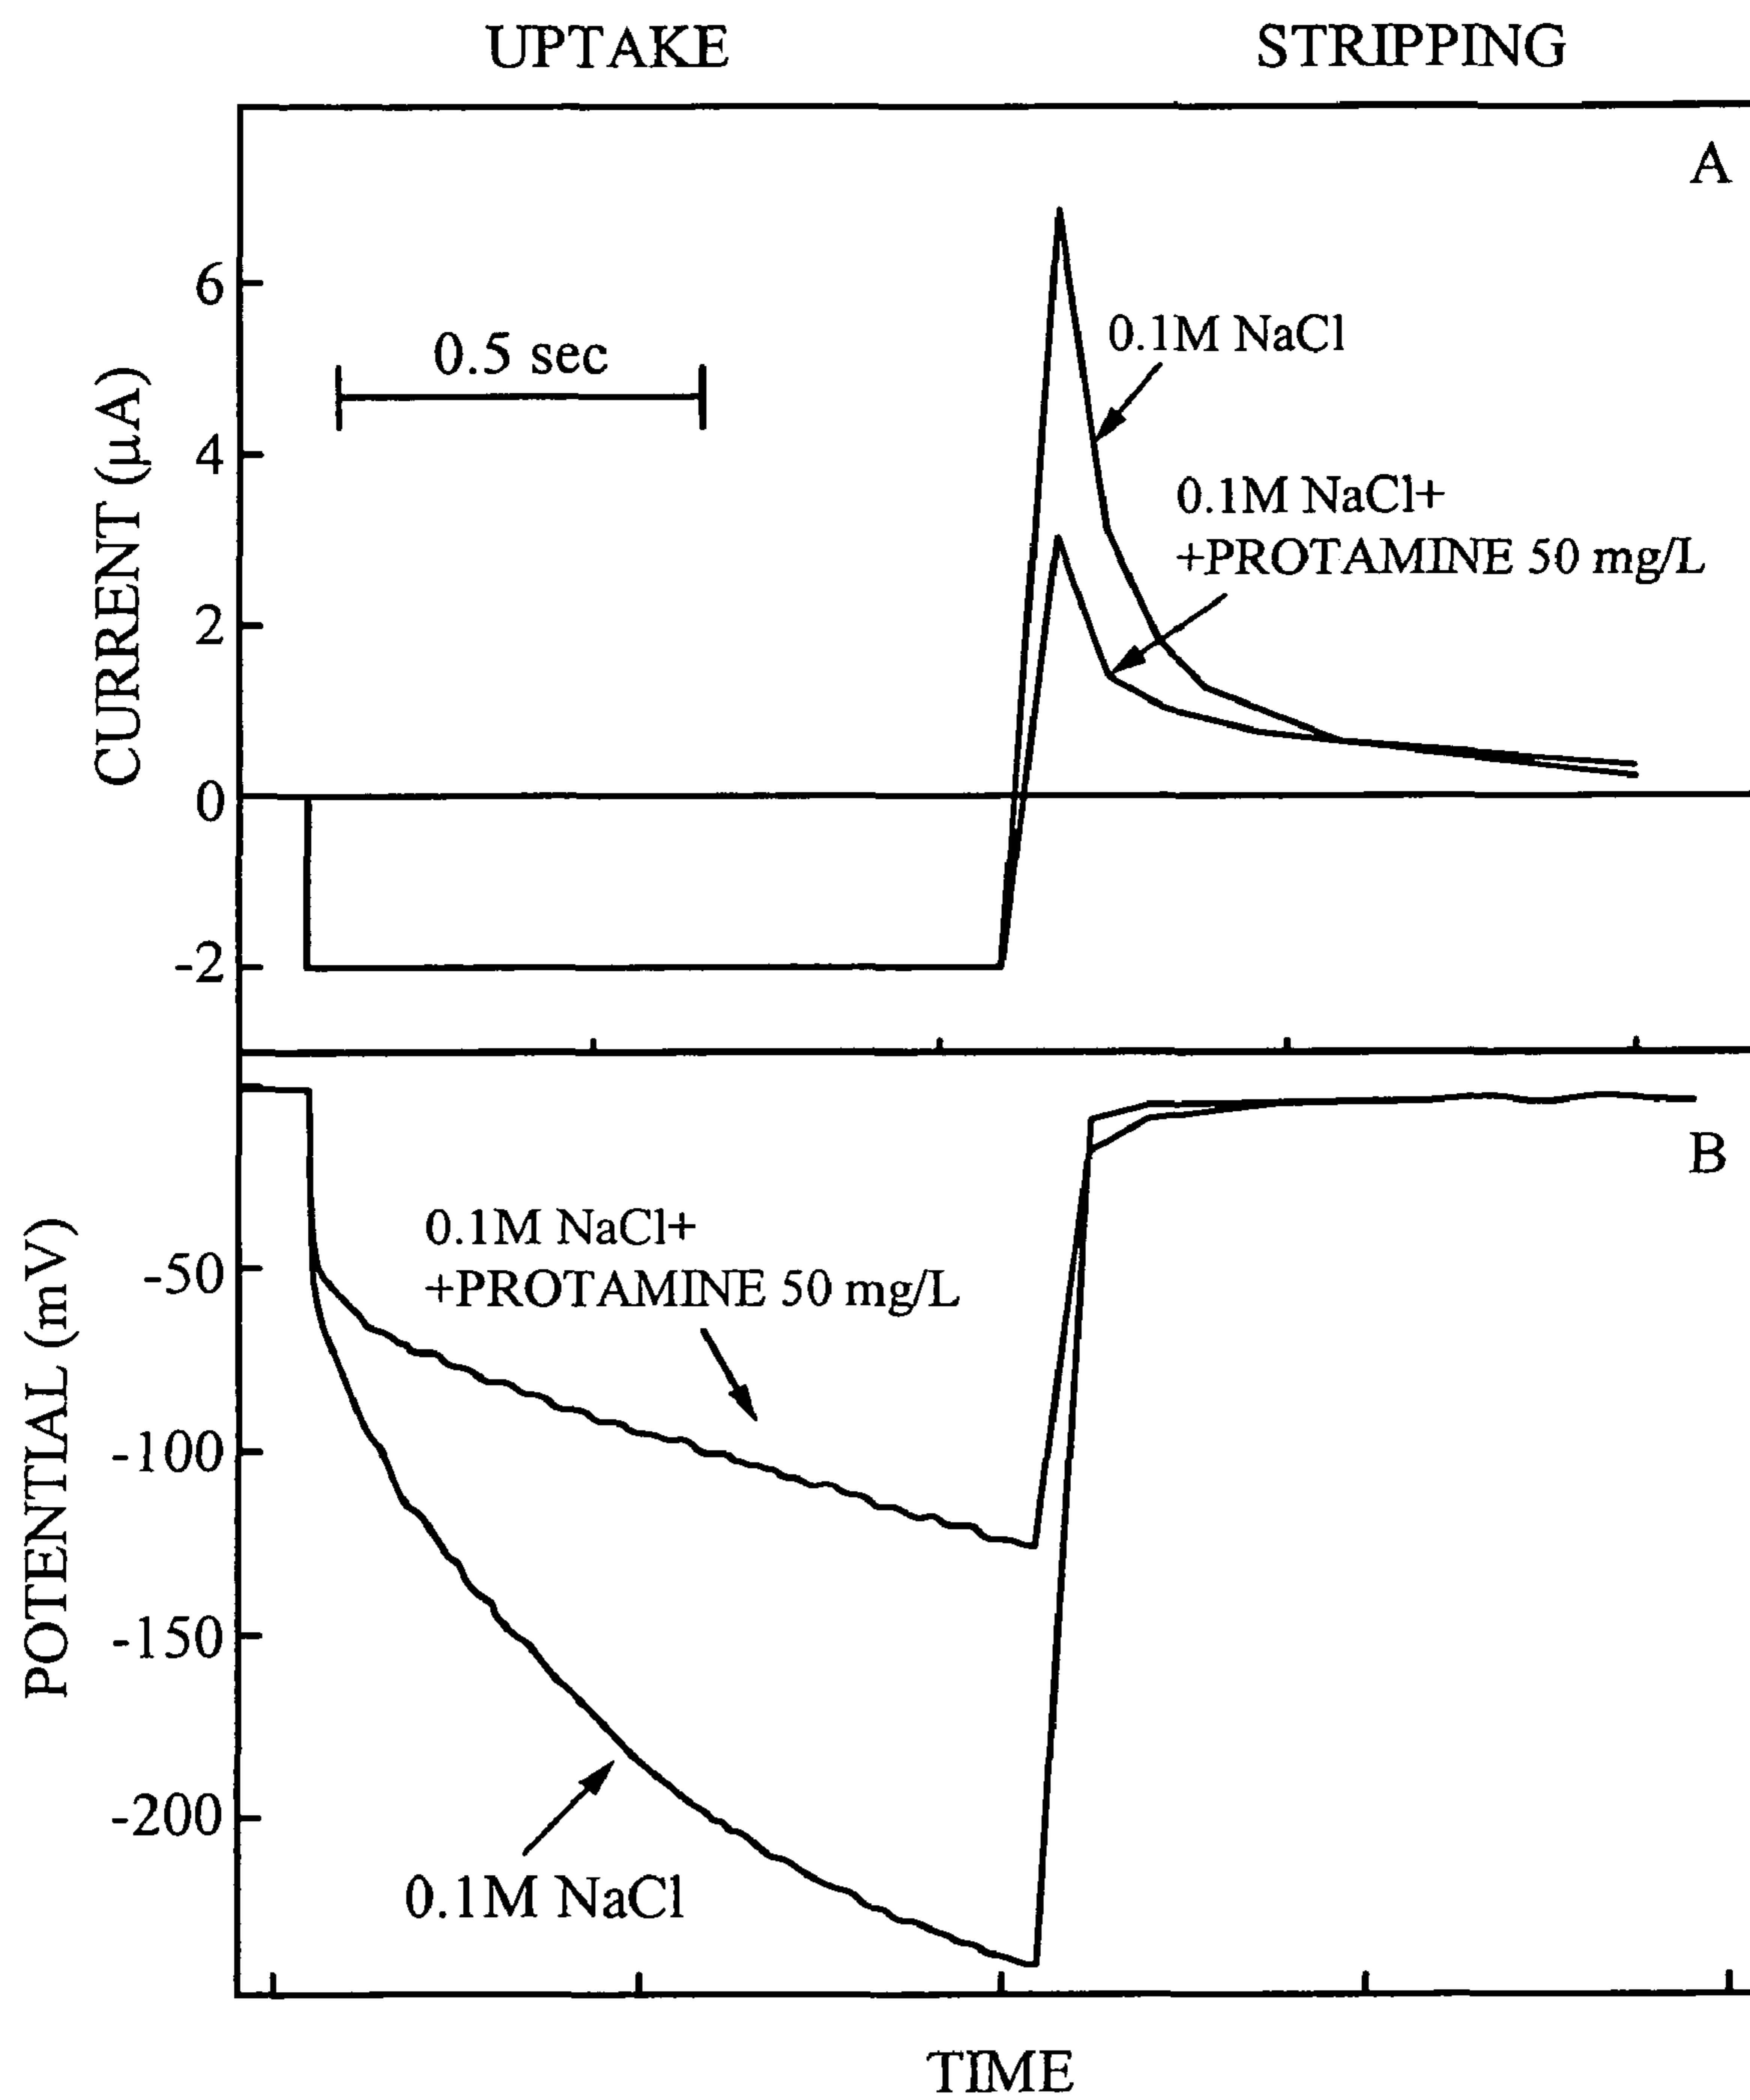 UPTAKE
STRIPPING
A
6
4
2
0
-2
CURRENT (µA)
0.5 sec
0.1M NaCl
0.1M NaCl+
+PROTAMINE 50 mg/L
B
-50
-100
-150
-200
POTENTIAL (mV)
0.1M NaCl+
+PROTAMINE 50 mg/L
0.1M NaCl
TIME